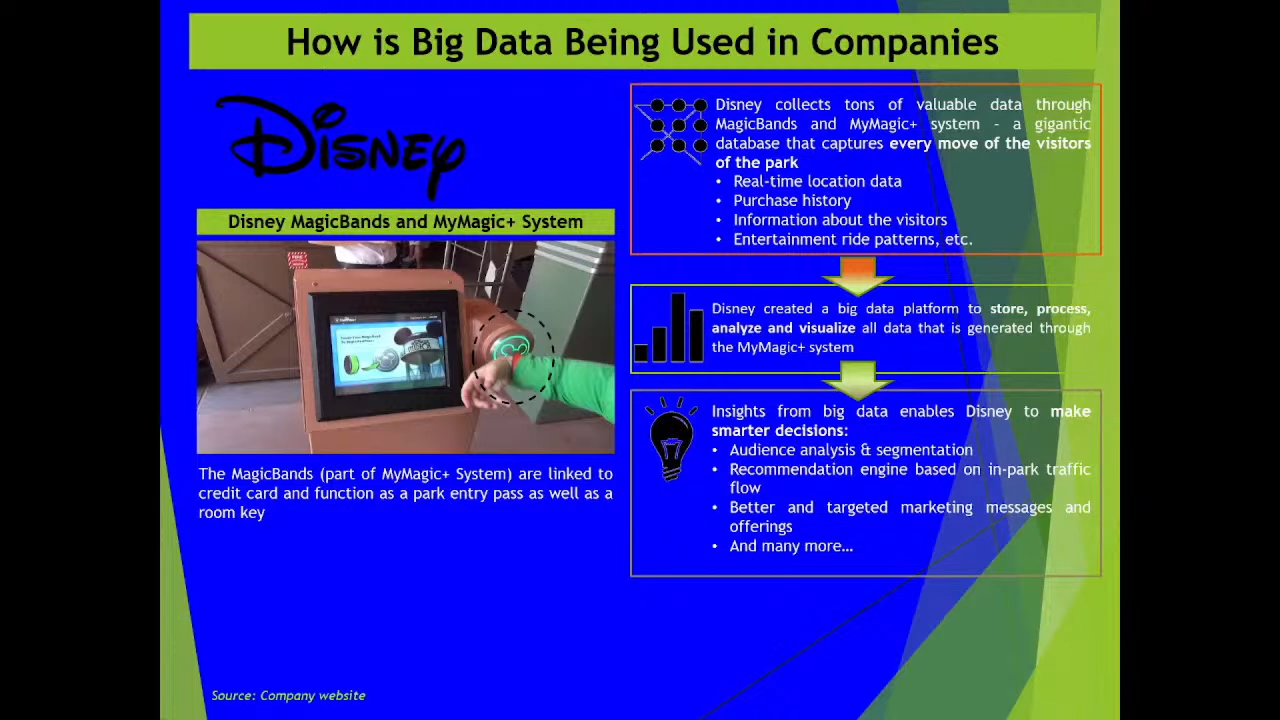 How is Big Data Being Used in Companies
Disney
Disney MagicBands and MyMagic+ System
The MagicBands (part of MyMagic+ System) are linked to
credit card and function as a park entry pass as well as a
room key
Disney collects tons of valuable data through
MagicBands and MyMagic+ system - a gigantic
database that captures every move of the visitors
of the park
• Real-time location data
• Purchase history
• Information about the visitors
• Entertainment ride patterns, etc.
Disney created a big data platform to store, process,
analyze and visualize all data that is generated through
the MyMagic+ system
Insights from big data enables Disney to make
smarter decisions:
• Audience analysis & segmentation
• Recommendation engine based on in-park traffic
flow
• Better and targeted marketing messages and
offerings
• And many more…
Source: Company website